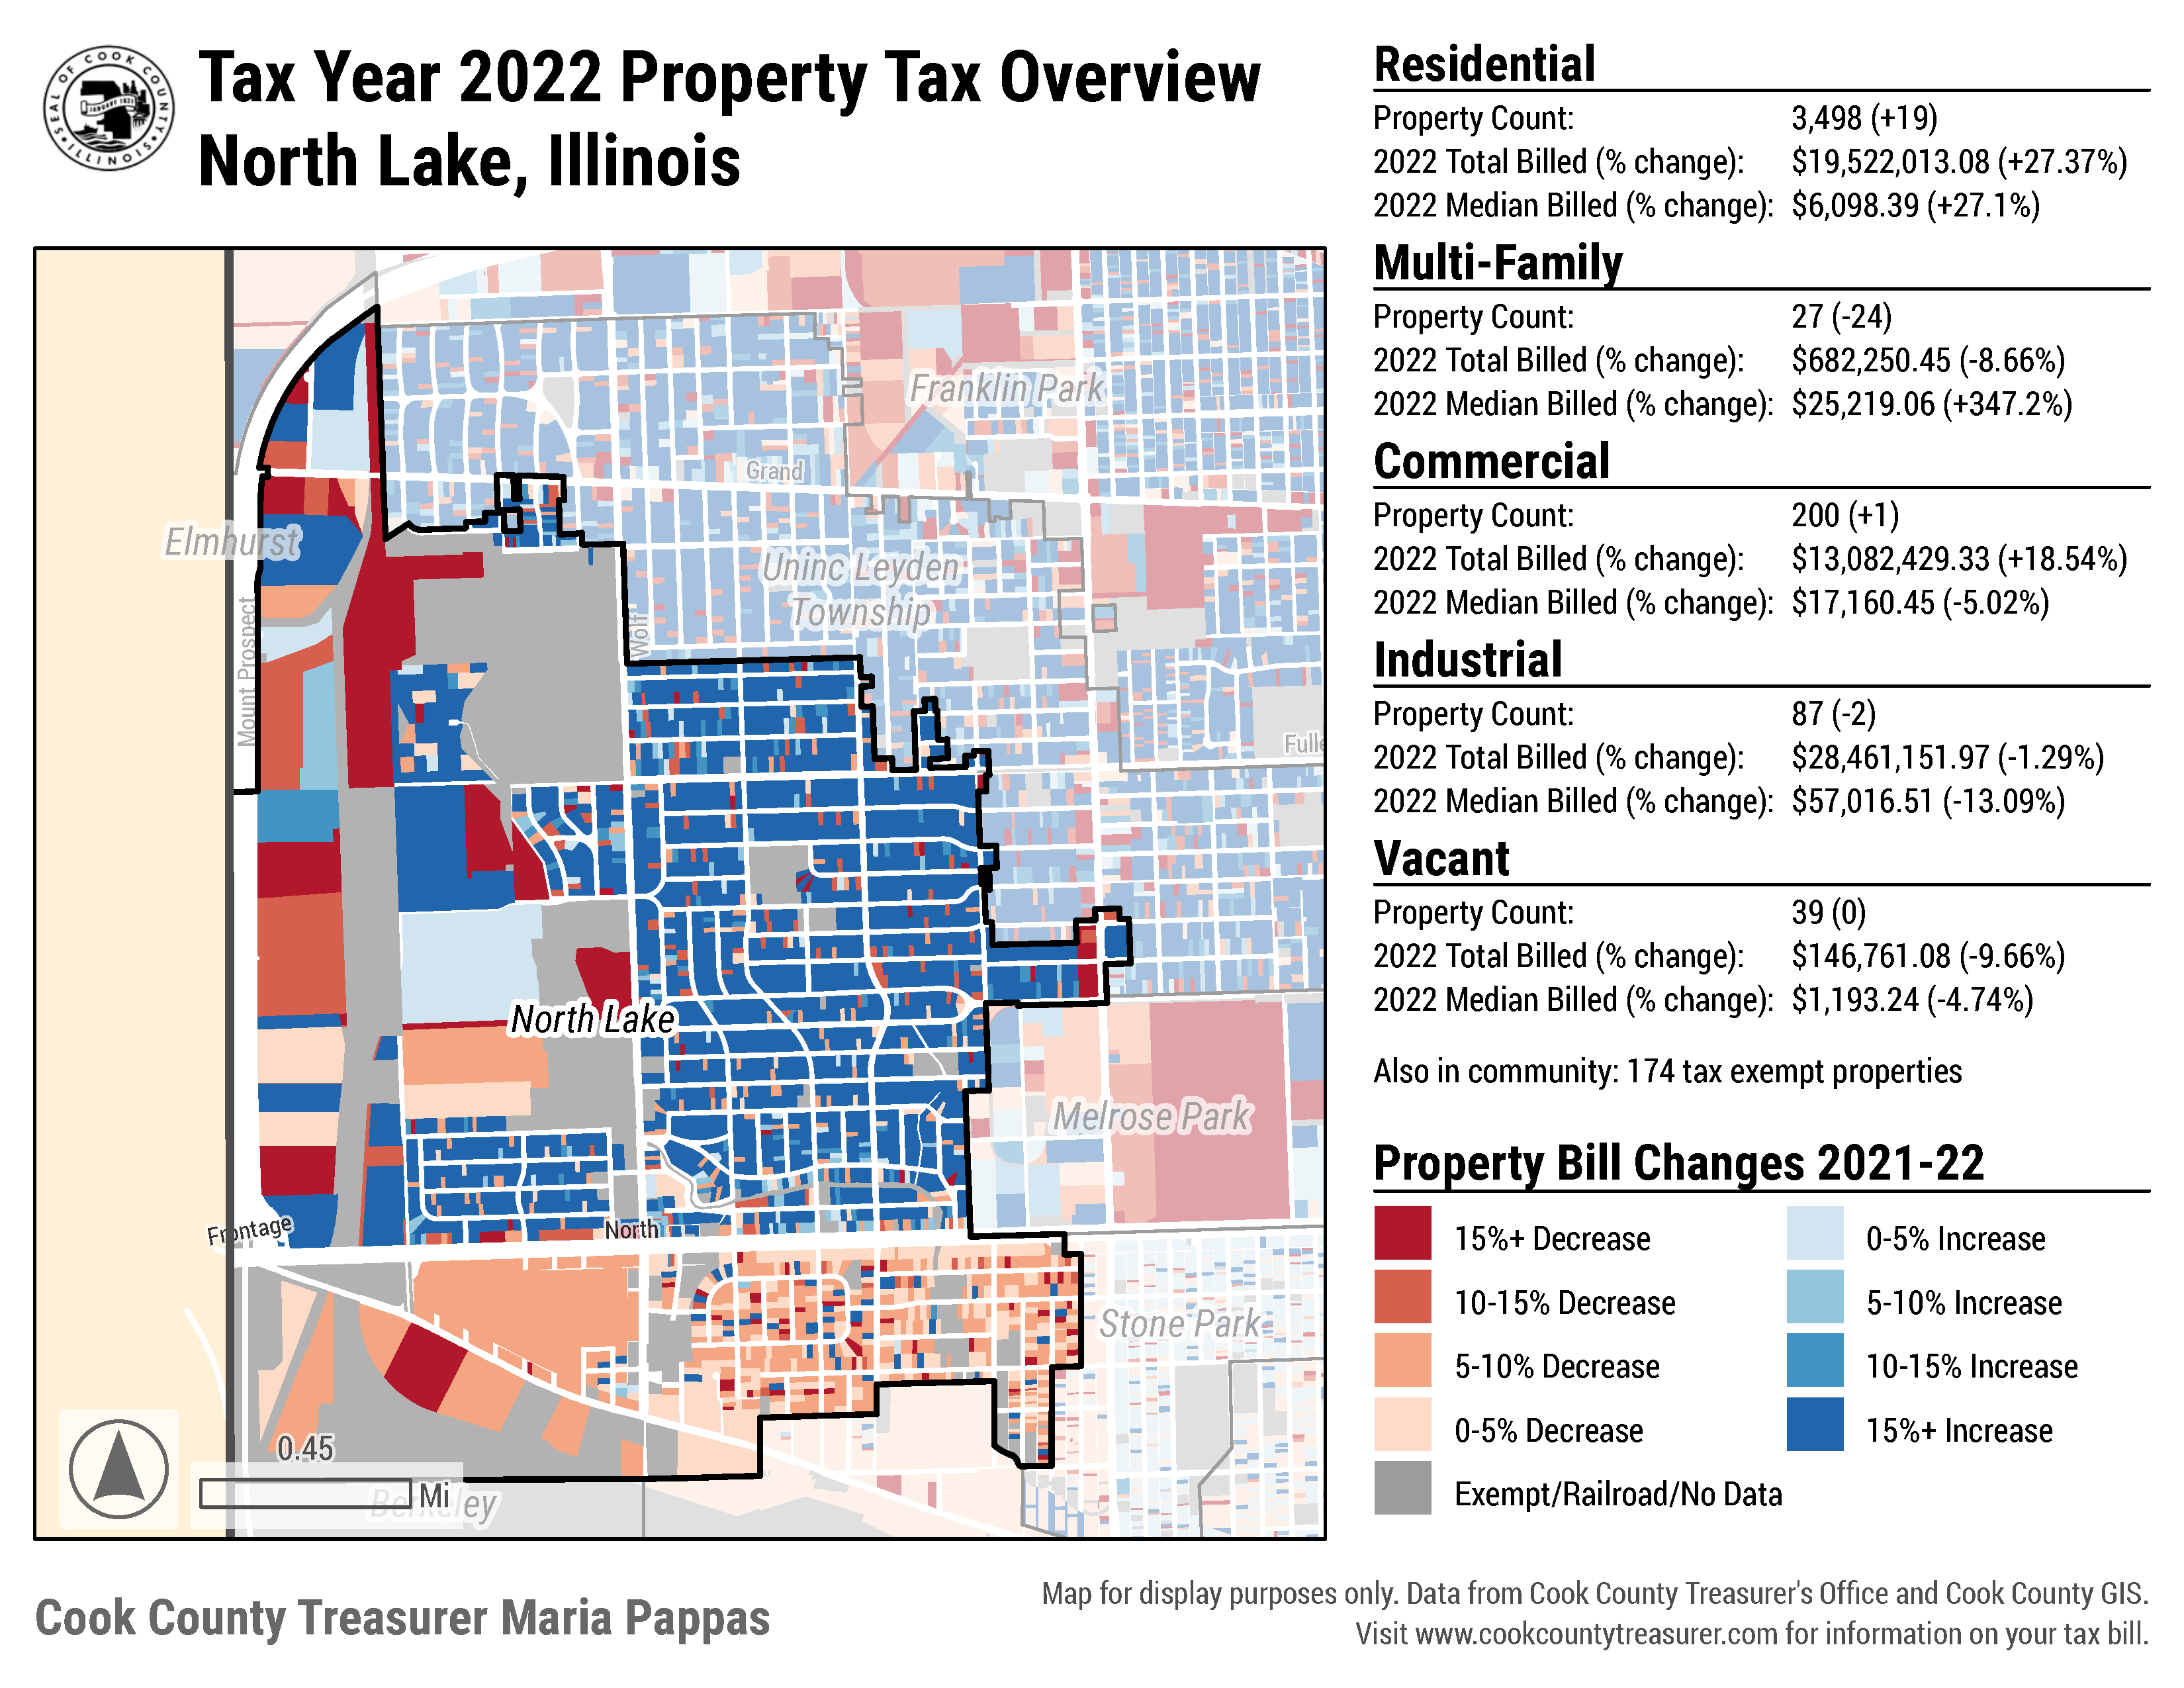 SEAL OF COOK COUNTY
JANUARY 1831
ILLINOIS
Tax Year 2022 Property Tax Overview
North Lake, Illinois
Franklin Park
Grand
Elmhurst
Uninc Leyden
Township
Wolf
Mount Prospect
Fulle
North Lake
Melrose Park
Frontage
North
Stone Park
0.45
Mi
Berkeley
Residential
Property Count: 3,498 (+19)
2022 Total Billed (% change): $19,522,013.08 (+27.37%)
2022 Median Billed (% change): $6,098.39 (+27.1%)
Multi-Family
Property Count: 27 (-24)
2022 Total Billed (% change): $682,250.45 (-8.66%)
2022 Median Billed (% change): $25,219.06 (+347.2%)
Commercial
Property Count: 200 (+1)
2022 Total Billed (% change): $13,082,429.33 (+18.54%)
2022 Median Billed (% change): $17,160.45 (-5.02%)
Industrial
Property Count: 87 (-2)
2022 Total Billed (% change): $28,461,151.97 (-1.29%)
2022 Median Billed (% change): $57,016.51 (-13.09%)
Vacant
Property Count: 39 (0)
2022 Total Billed (% change): $146,761.08 (-9.66%)
2022 Median Billed (% change): $1,193.24 (-4.74%)
Also in community: 174 tax exempt properties
Property Bill Changes 2021-22
15%+ Decrease 0-5% Increase
10-15% Decrease 5-10% Increase
5-10% Decrease 10-15% Increase
0-5% Decrease 15%+ Increase
Exempt/Railroad/No Data
Cook County Treasurer Maria Pappas
Map for display purposes only. Data from Cook County Treasurer's Office and Cook County GIS.
Visit www.cookcountytreasurer.com for information on your tax bill.